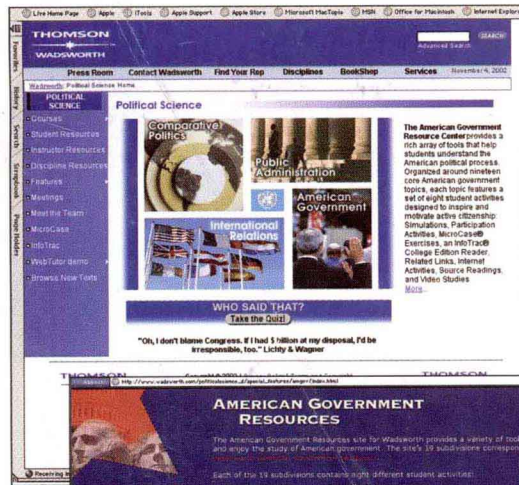 Live Home Page Apple iTools Apple Support Apple Store Microsoft MacTopia MSN Office for Macintosh Internet Explor
THOMSON
WADSWORTH
SEARCH
Advanced Search
Press Room Contact Wadsworth Find Your Rep Disciplines BookShop Services November 4, 2002
Wadsworth: Political Science Home
Favorites
History
Search
Scrapbook
Page Holder
POLITICAL
SCIENCE
Courses
Student Resources
Instructor Resources
Discipline Resources
Features
Meetings
Meet the Team
MicroCase
InfoTrac
WebTutor demo
Browse New Texts
Political Science
Comparative
Politics
Public
Administration
American
Government
International
Relations
WHO SAID THAT?
Take the Quiz!
"Oh, I don't blame Congress. If I had $ billion at my disposal, I'd be
irresponsible, too." Lichty & Wagner
The American Government
Resource Center provides a
rich array of tools that help
students understand the
American political process.
Organized around nineteen
core American government
topics, each topic features a
set of eight student activities
designed to inspire and
motivate active citizenship:
Simulations, Participation
Activities, MicroCase®
Exercises, an InfoTrac®
College Edition Reader,
Related Links, Internet
Activities, Source Readings,
and Video Studies
More...
THOMSON THOMSON
AMERICAN GOVERNMENT
RESOURCES
The American Government Resources site for Wadsworth provides a variety of tool
and enjoy the study of American government. The site's 19 subdivisions correspon
Each of the 19 subdivisions contains eight different student activities:
Receiving